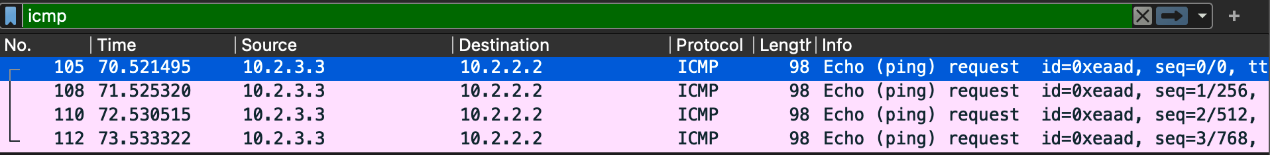 icmp
No. Time Source Destination Protocol Length Info
105 70.521495 10.2.3.3 10.2.2.2 ICMP 98 Echo (ping) request id=0xeaad, seq=0/0, tt
108 71.525320 10.2.3.3 10.2.2.2 ICMP 98 Echo (ping) request id=0xeaad, seq=1/256,
110 72.530515 10.2.3.3 10.2.2.2 ICMP 98 Echo (ping) request id=0xeaad, seq=2/512,
112 73.533322 10.2.3.3 10.2.2.2 ICMP 98 Echo (ping) request id=0xeaad, seq=3/768,